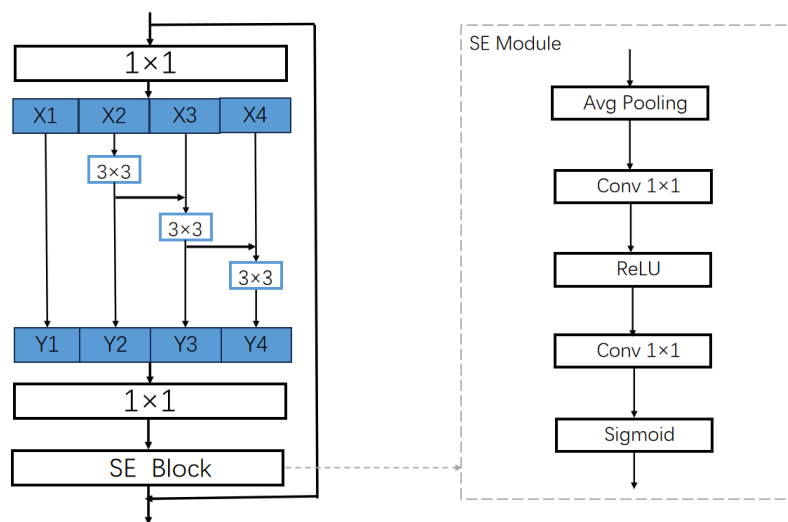 1×1
X1 X2 X3 X4
3×3
3×3
3×3
Y1 Y2 Y3 Y4
1×1
SE Block
SE Module
Avg Pooling
Conv 1×1
ReLU
Conv 1×1
Sigmoid